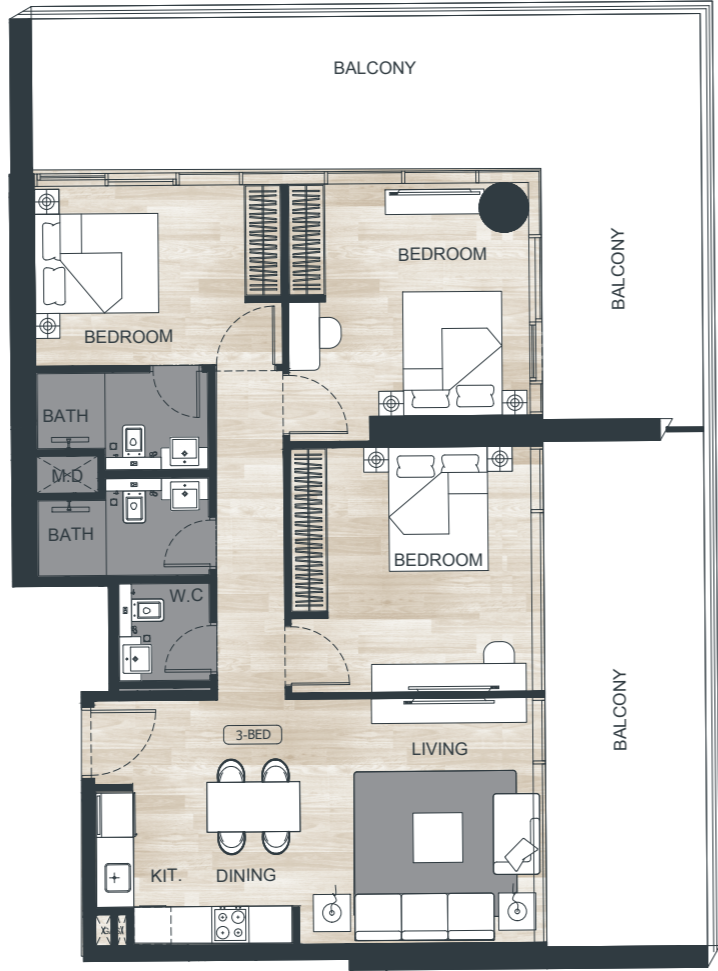 BALCONY
BALCONY
BEDROOM
BEDROOM
BATH
M.D
BATH
BEDROOM
W.C
BALCONY
3-BED
LIVING
KIT.
DINING